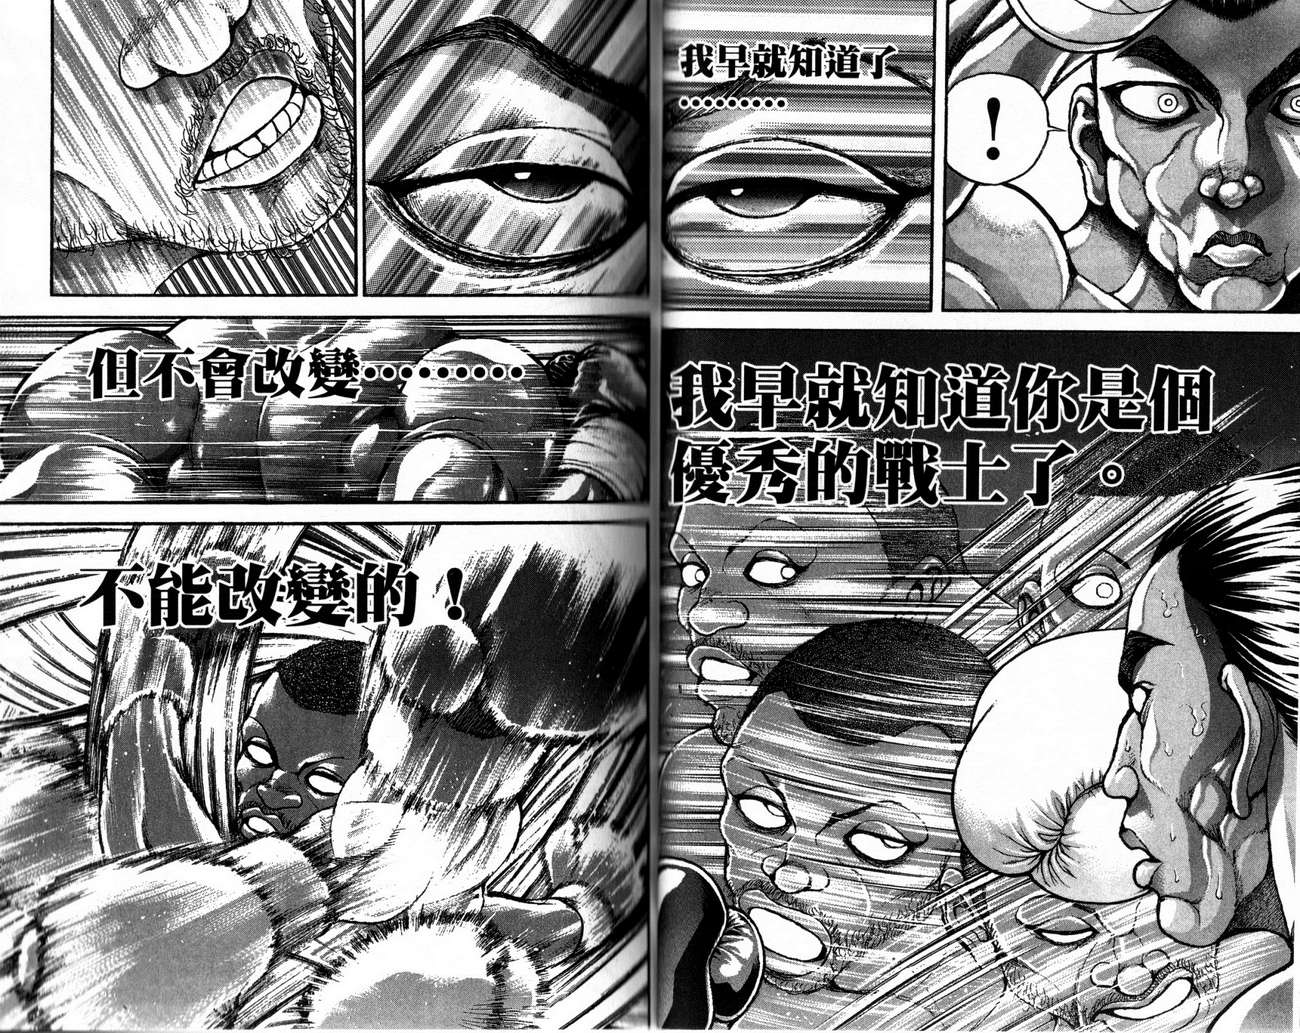 ！
我早就知道了
………
我早就知道你是個
優秀的戰士了。
但不會改變………
不能改變的！